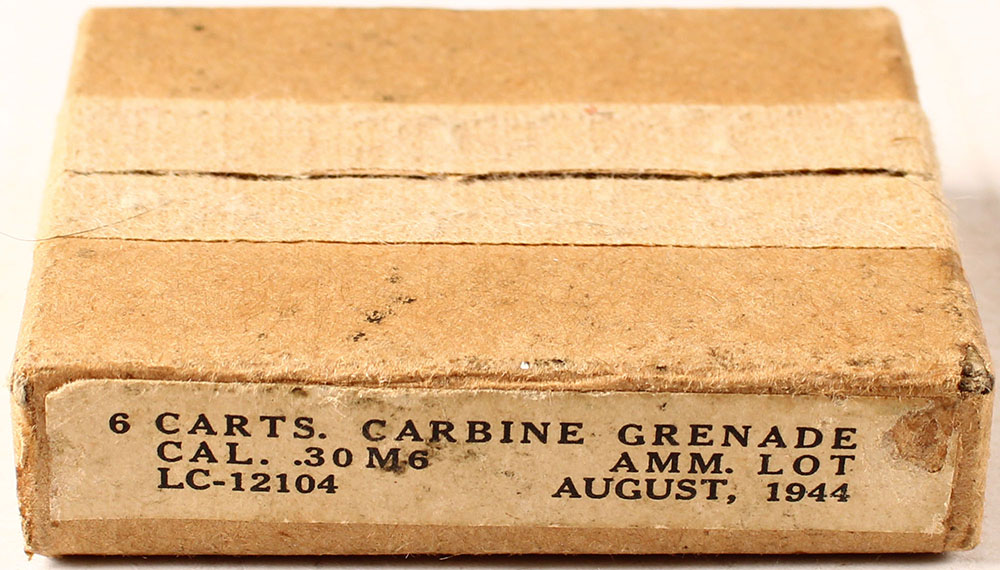 6 CARTS. CARBINE GRENADE
CAL. .30 M6 AMM. LOT
LC-12104 AUGUST, 1944